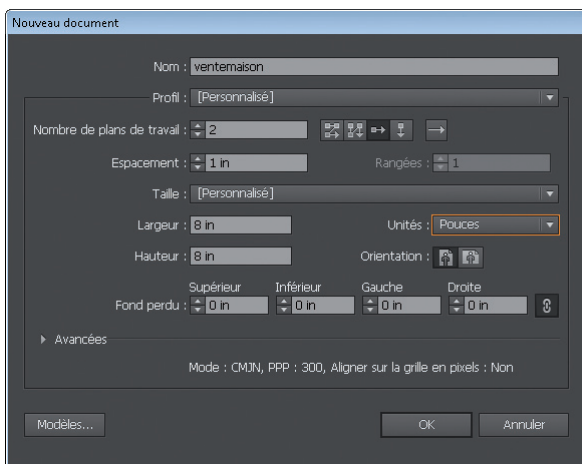 Nouveau document
Nom : ventemaison
Profil : [Personnalisé]
Nombre de plans de travail : 2
Espacement : 1 in Rangées : 1
Taille : [Personnalisé]
Largeur : 8 in Unités : Pouces
Hauteur : 8 in Orientation :
Supérieur Inférieur Gauche Droite
Fond perdu : 0 in 0 in 0 in 0 in
Avancées
Mode : CMJN, PPP : 300, Aligner sur la grille en pixels : Non
Modèles... OK Annuler